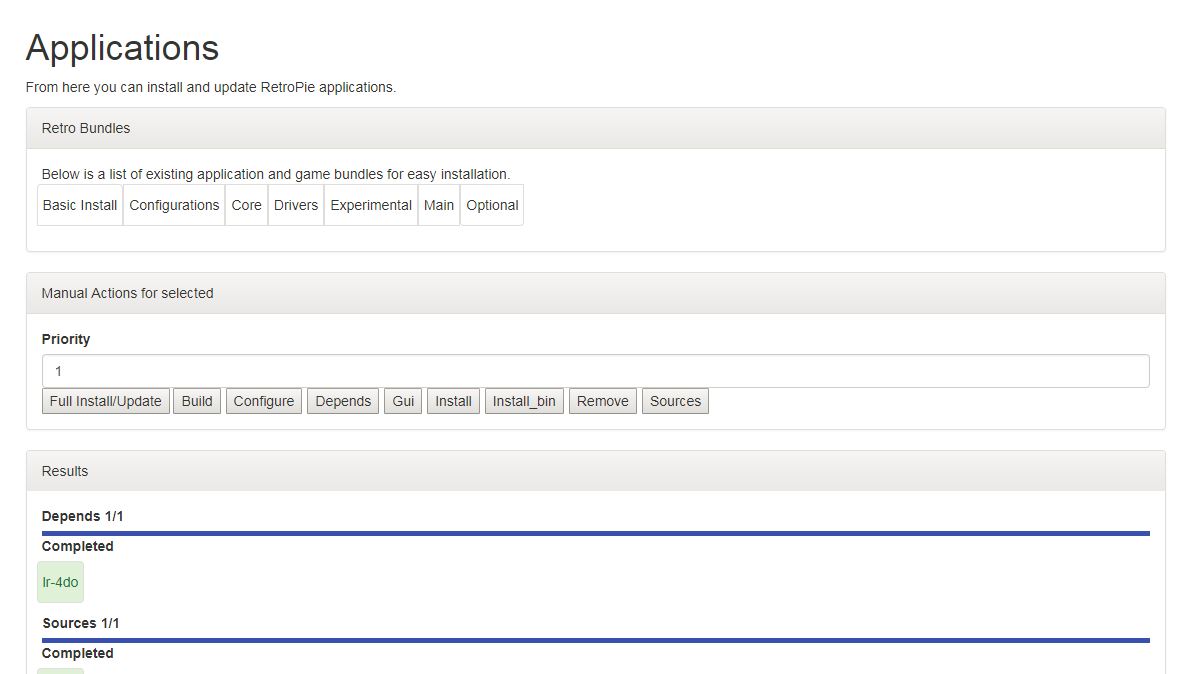 Applications
From here you can install and update RetroPie applications.
Retro Bundles
Below is a list of existing application and game bundles for easy installation.
Basic Install Configurations Core Drivers Experimental Main Optional
Manual Actions for selected
Priority
1
Full Install/Update Build Configure Depends Gui Install Install_bin Remove Sources
Results
Depends 1/1
Completed
lr-4do
Sources 1/1
Completed